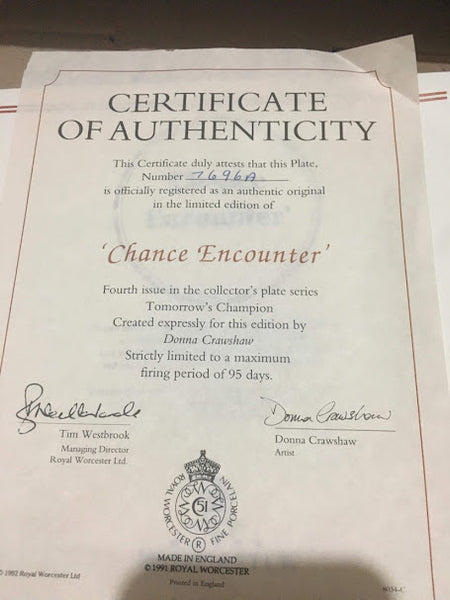 CERTIFICATE
OF AUTHENTICITY
This Certificate duly attests that this Plate,
Number 7696A
is officially registered as an authentic original
in the limited edition of
'Chance Encounter'
Fourth issue in the collector's plate series
Tomorrow's Champion
Created expressly for this edition by
Donna Crawshaw
Strictly limited to a maximum
firing period of 95 days.
Donna Crawshaw
Tim Westbrook
Managing Director
Royal Worcester Ltd.
Donna Crawshaw
Artist
ROYAL WORCESTER FINE PORCELAIN
51
R
MADE IN ENGLAND
© 1991 ROYAL WORCESTER
Printed in England
© 1992 Royal Worcester Ltd
8034-C